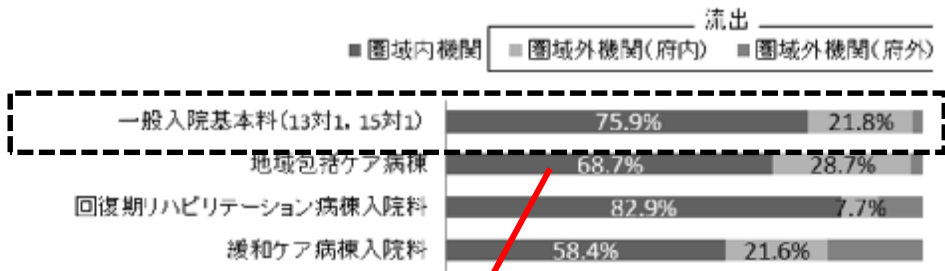 流出
■圏域内機関 ■圏域外機関(府内) ■圏域外機関(府外)
一般入院基本料(13対1，15対1) 75.9% 21.8%
地域包括ケア病棟 68.7% 28.7%
回復期リハビリテーション病棟入院料 82.9% 7.7%
緩和ケア病棟入院料 58.4% 21.6%